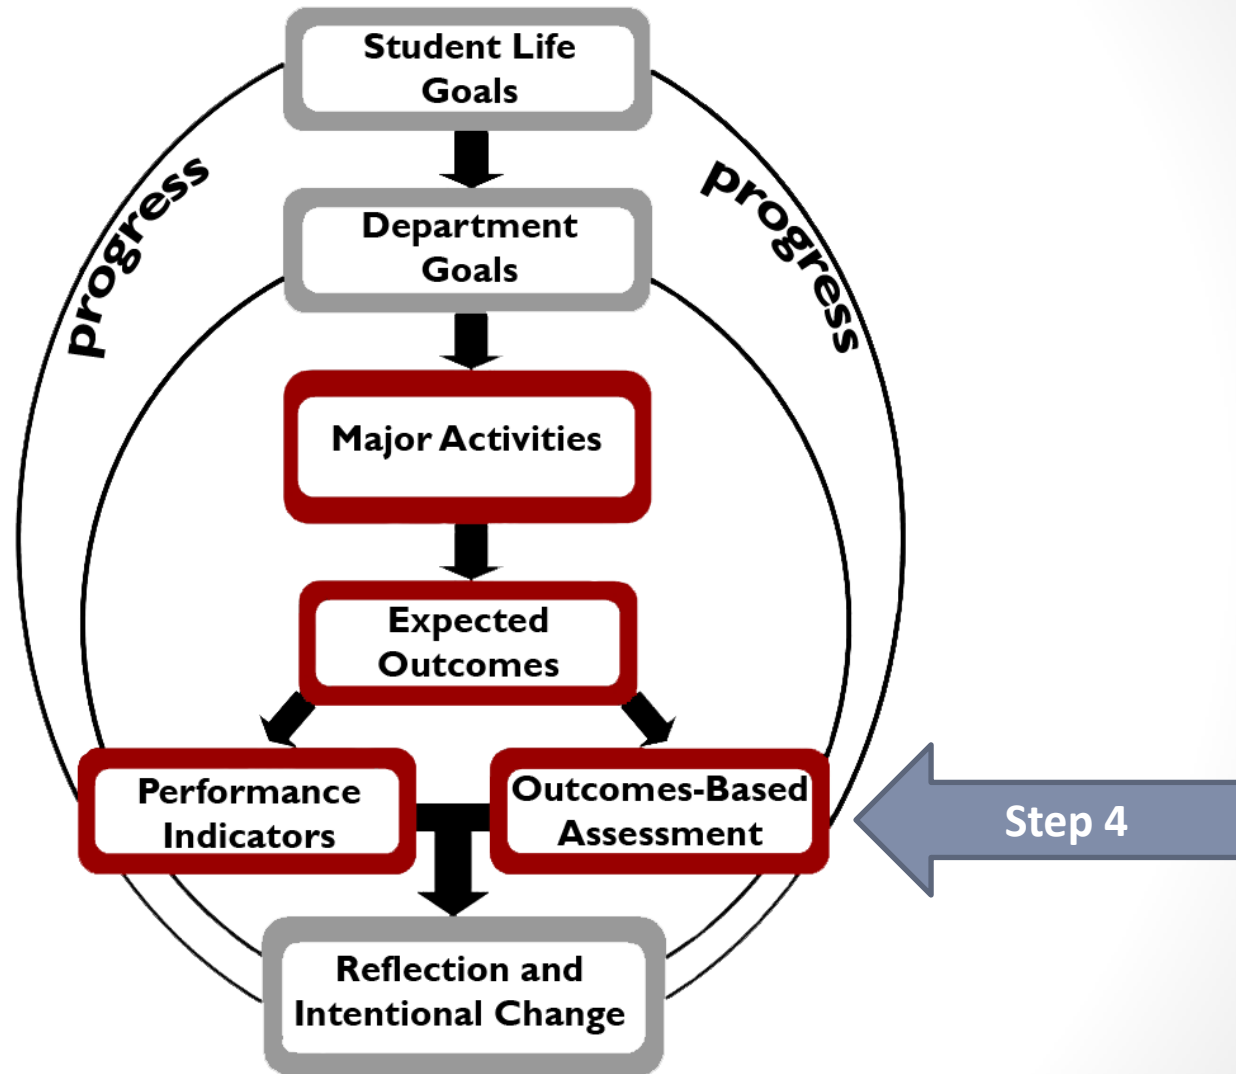 Student Life
Goals
progress
progress
Department
Goals
Major Activities
Expected
Outcomes
Performance
Indicators
Outcomes-Based
Assessment
Step 4
Reflection and
Intentional Change